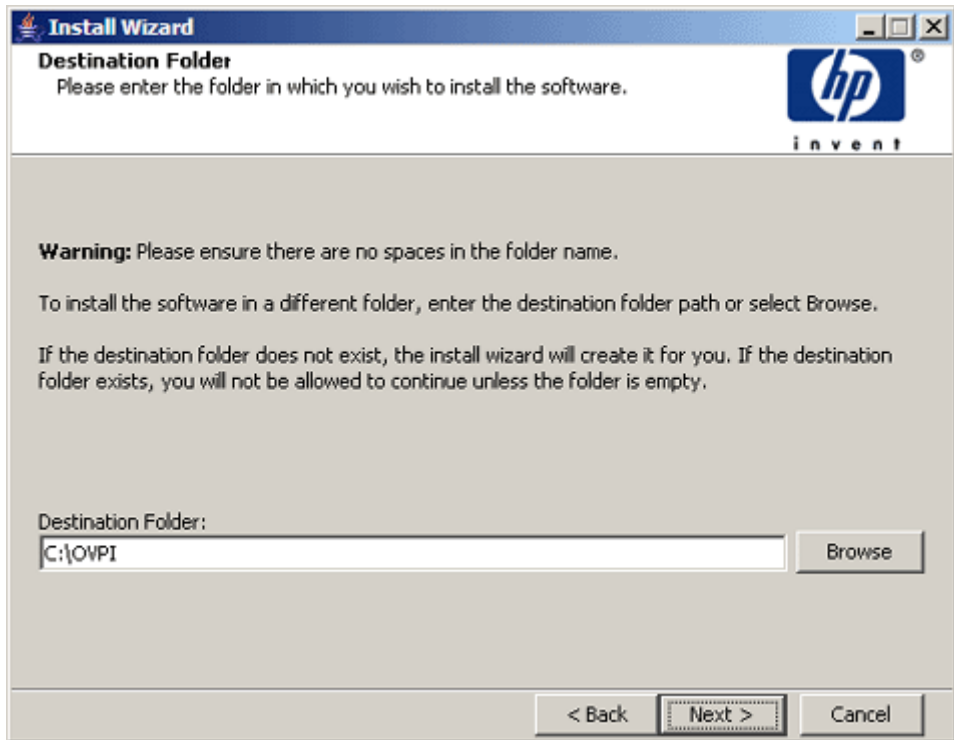 Install Wizard
Destination Folder
Please enter the folder in which you wish to install the software.
hp
®
invent
Warning: Please ensure there are no spaces in the folder name.
To install the software in a different folder, enter the destination folder path or select Browse.
If the destination folder does not exist, the install wizard will create it for you. If the destination
folder exists, you will not be allowed to continue unless the folder is empty.
Destination Folder:
C:\OVPI
Browse
< Back
Next >
Cancel